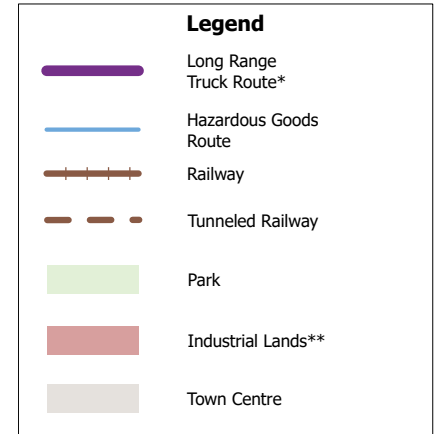 Legend
Long Range
Truck Route*
Hazardous Goods
Route
Railway
Tunneled Railway
Park
Industrial Lands**
Town Centre